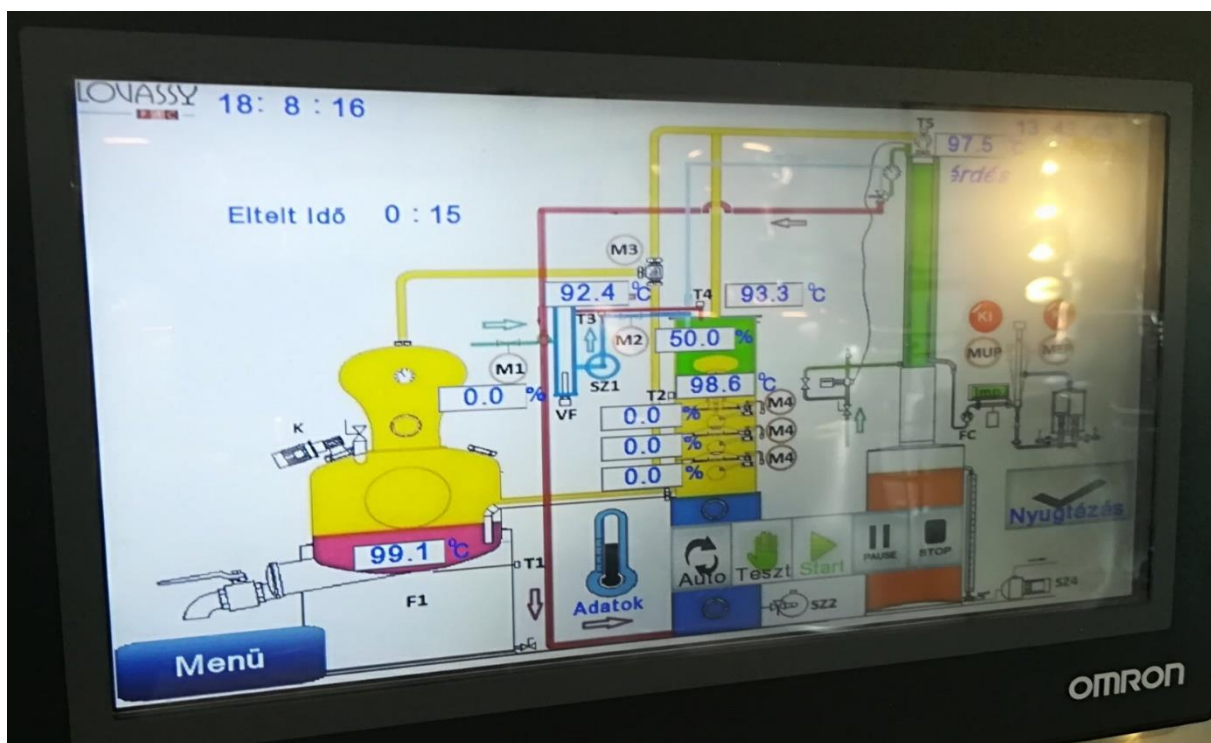 LOVASSY
18: 8 : 16
T5
97.5 °C
érdés
Eltelt Idő 0 : 15
M3
92.4 °C
T4
93.3 °C
T3
M2
50.0 %
KI
MUP
M1
SZ1
0.0 %
VF
T2
98.6 °C
0.0 %
M4
0.0 %
M4
0.0 %
M4
K
FC
Nyugtázás
99.1 °C
T1
F1
Auto
Teszt
Start
PAUSE
STOP
Adatok
SZ2
SZ4
Menü
OMRON